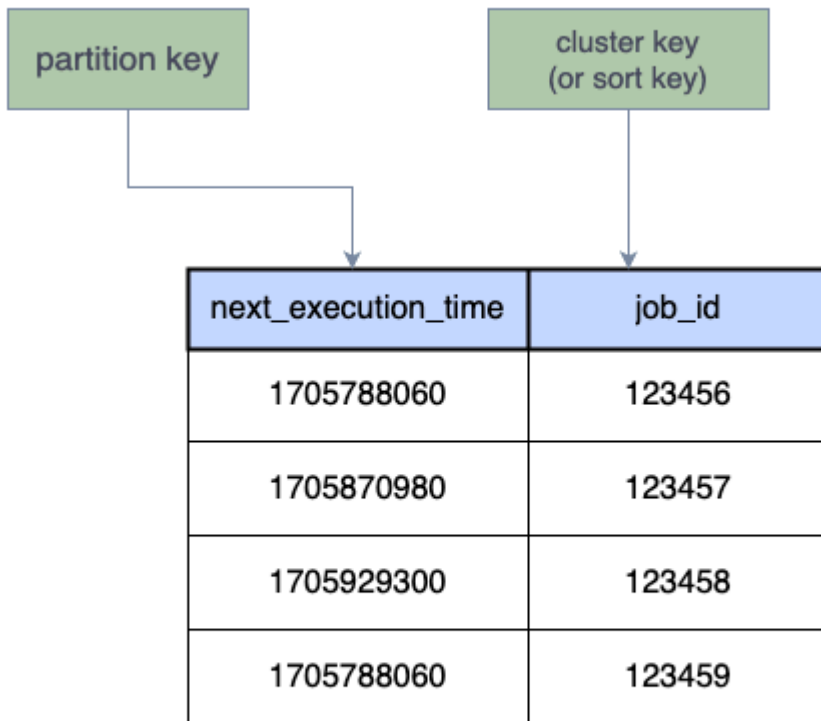 partition key
cluster key
(or sort key)
next_execution_time job_id
1705788060 123456
1705870980 123457
1705929300 123458
1705788060 123459